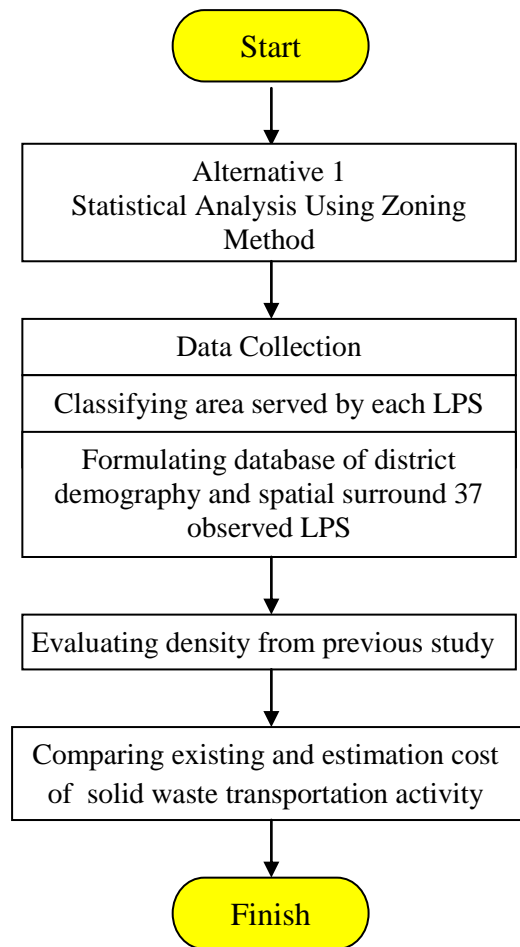 Start
Alternative 1
Statistical Analysis Using Zoning
Method
Data Collection
Classifying area served by each LPS
Formulating database of district
demography and spatial surround 37
observed LPS
Evaluating density from previous study
Comparing existing and estimation cost
of solid waste transportation activity
Finish